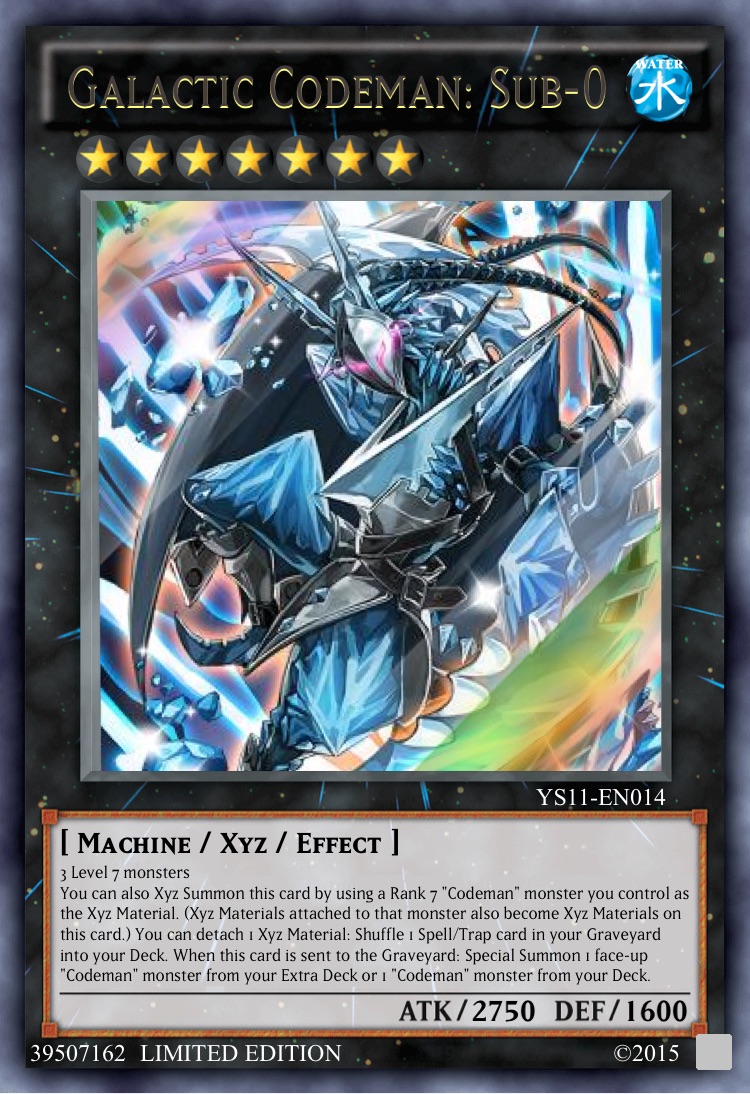 Galactic Codeman: Sub-0
WATER
水
YS11-EN014
[ Machine / Xyz / Effect ]
3 Level 7 monsters
You can also Xyz Summon this card by using a Rank 7 "Codeman" monster you control as
the Xyz Material. (Xyz Materials attached to that monster also become Xyz Materials on
this card.) You can detach 1 Xyz Material: Shuffle 1 Spell/Trap card in your Graveyard
into your Deck. When this card is sent to the Graveyard: Special Summon 1 face-up
"Codeman" monster from your Extra Deck or 1 "Codeman" monster from your Deck.
ATK/2750 DEF/1600
39507162 LIMITED EDITION ©2015